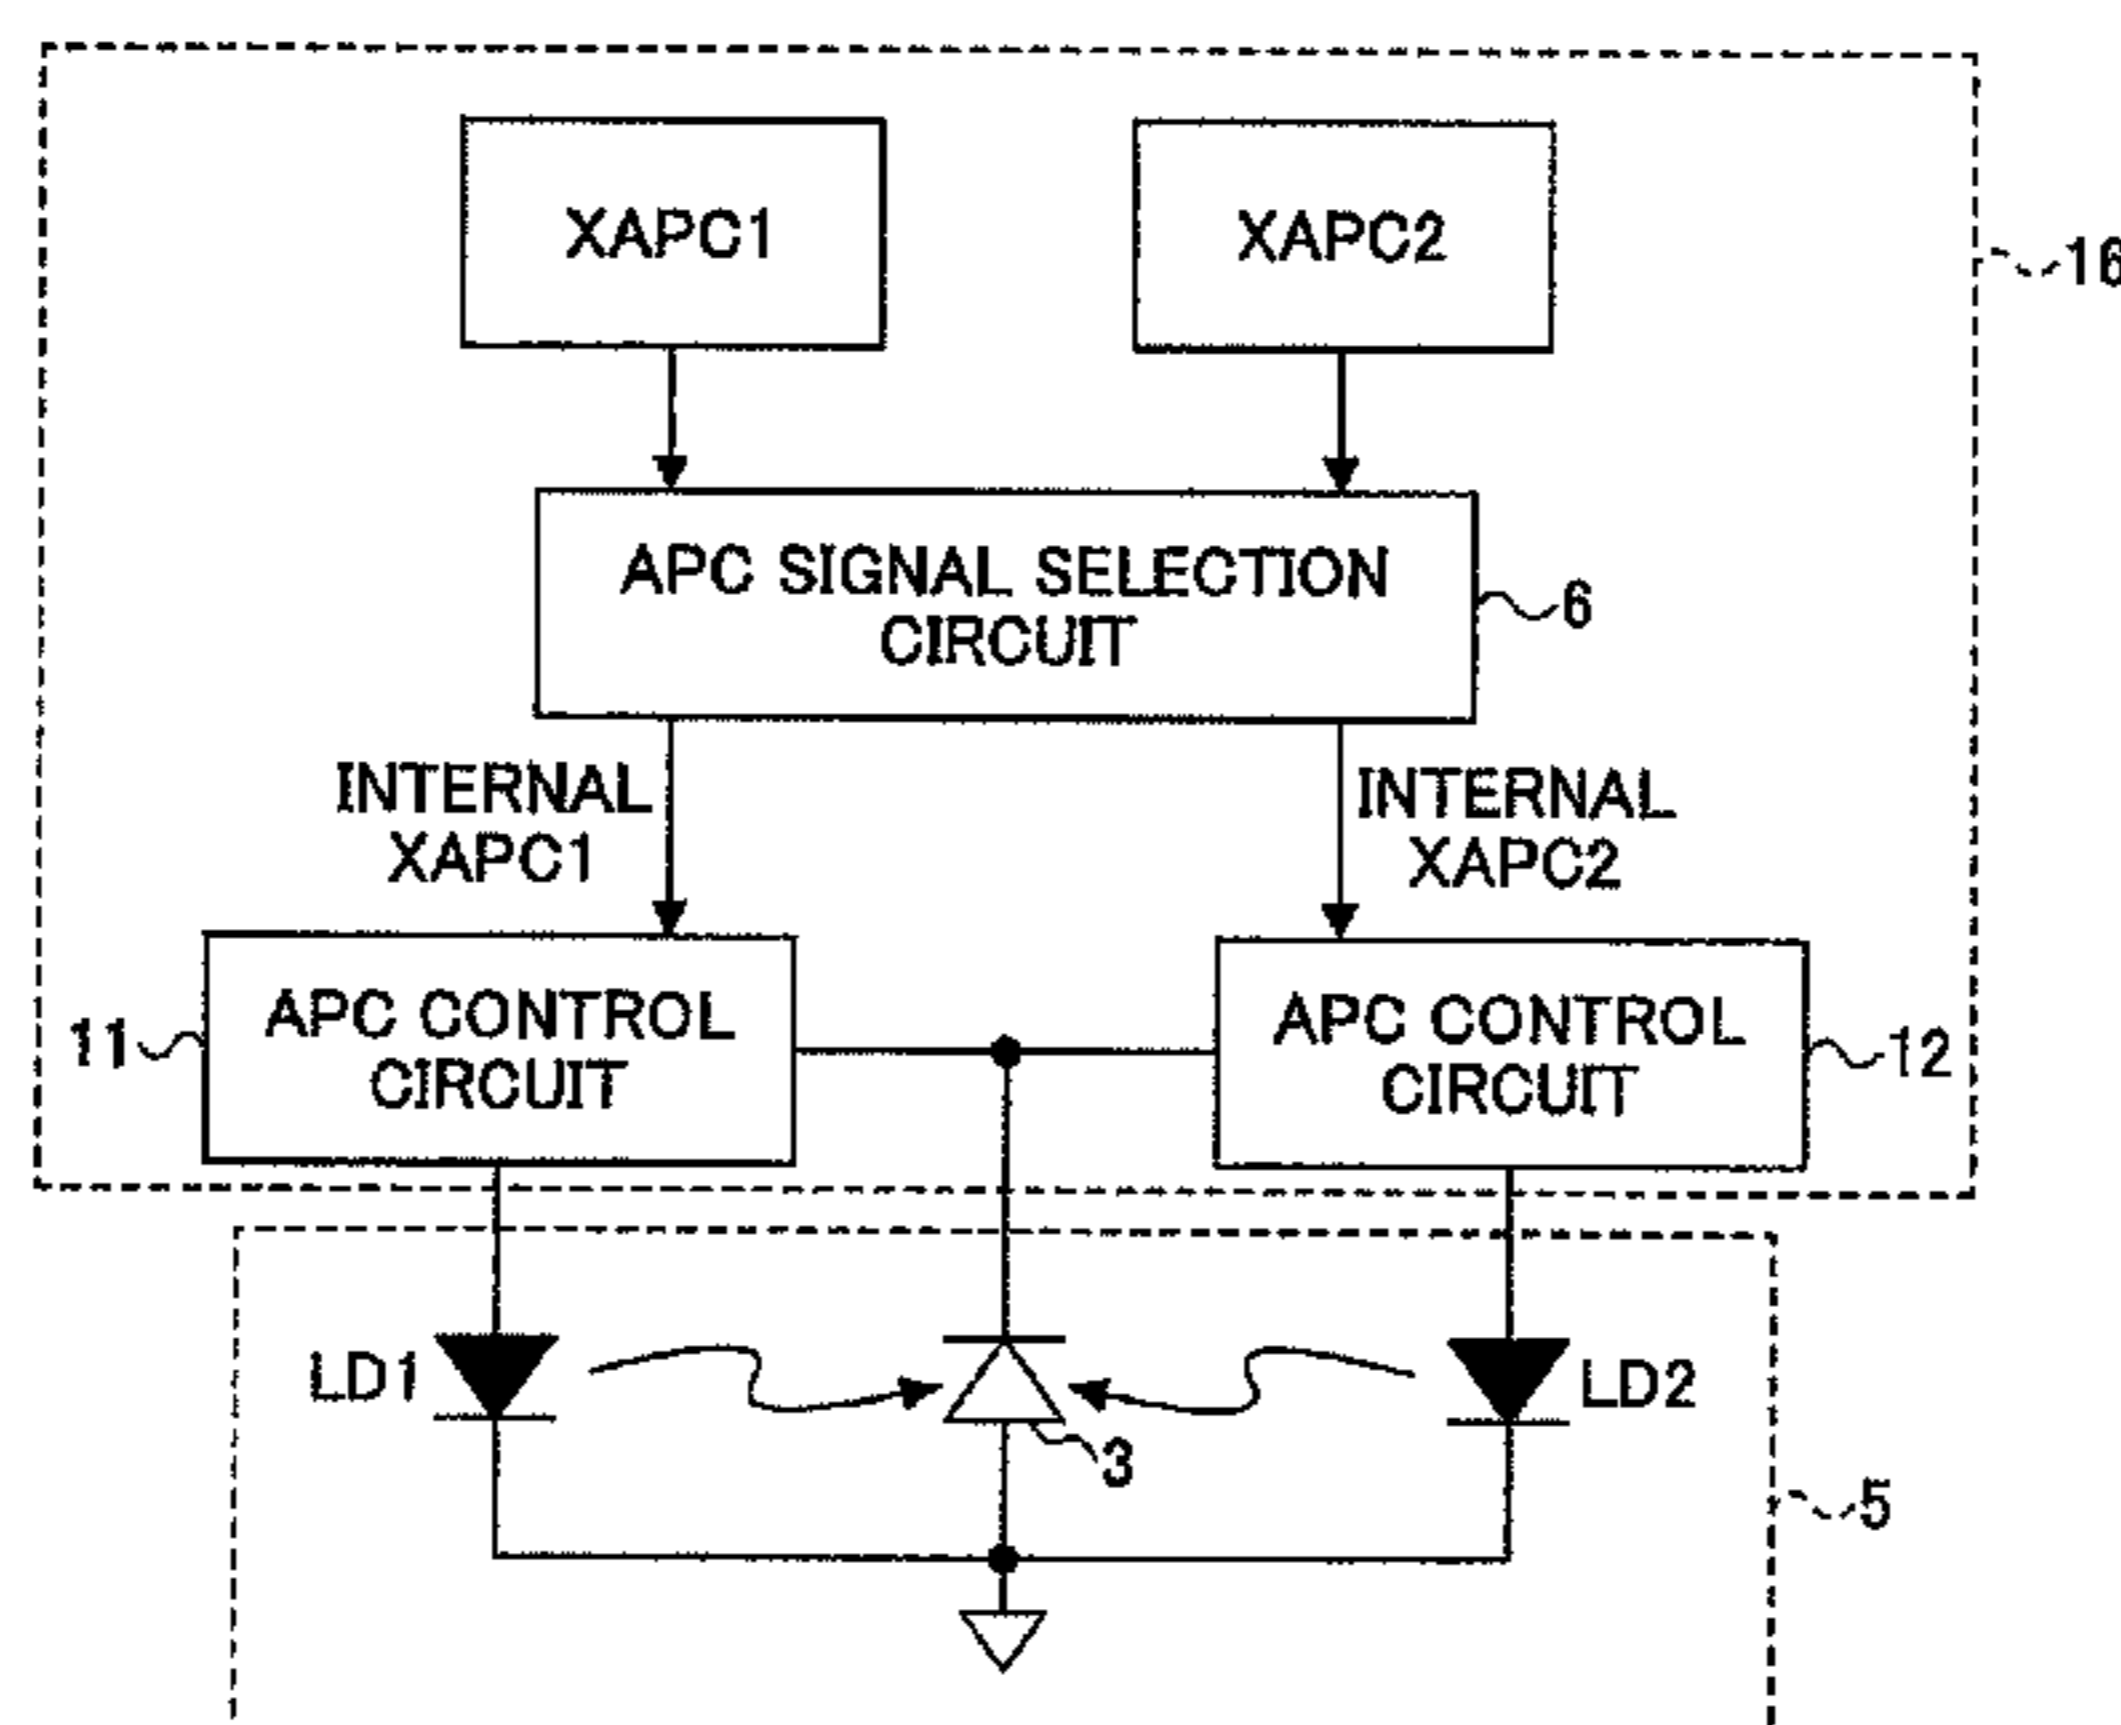 XAPC1
XAPC2
16
APC SIGNAL SELECTION
CIRCUIT
6
INTERNAL
XAPC1
INTERNAL
XAPC2
11
APC CONTROL
CIRCUIT
APC CONTROL
CIRCUIT
12
LD1
3
LD2
5